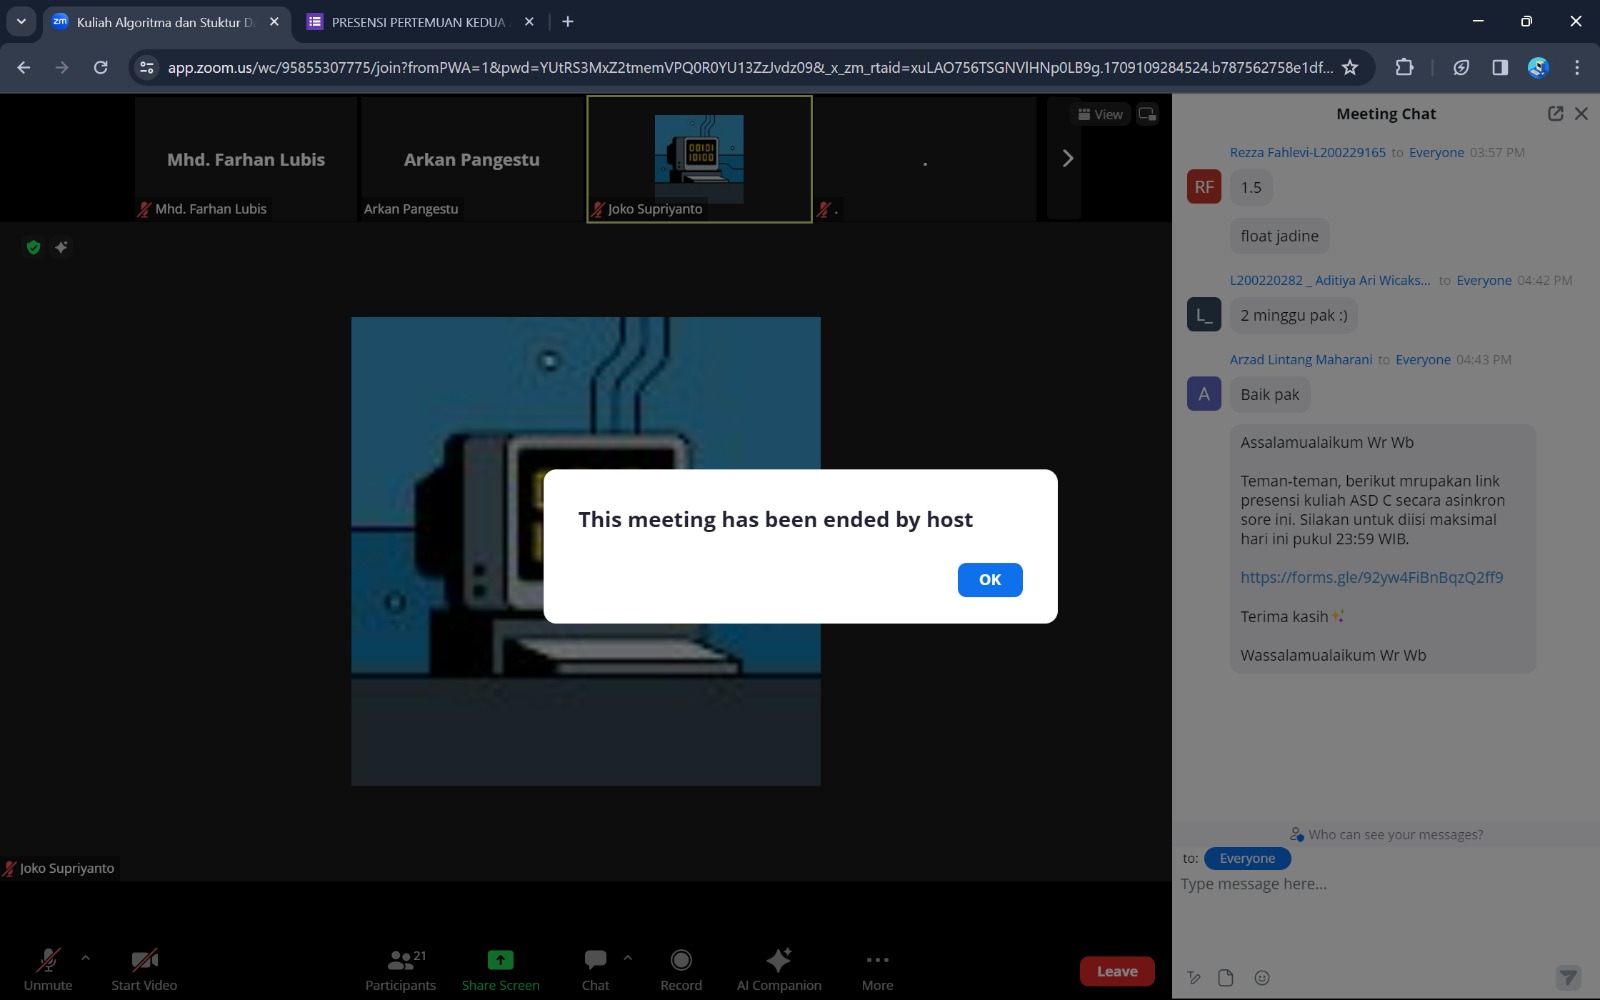 Kuliah Algoritma dan Stuktur D
PRESENSI PERTEMUAN KEDUA
app.zoom.us/wc/95855307775/join?fromPWA=1&pwd=YUtRS3MxZ2tmemVPQ0R0YU13ZzJvdz09&_x_zm_rtaid=xuLAO756TSGNVlHNp0LB9g.1709109284524.b787562758e1df...
Mhd. Farhan Lubis
Arkan Pangestu
00101
10100
.
View
Mhd. Farhan Lubis
Arkan Pangestu
Joko Supriyanto
.
Meeting Chat
Rezza Fahlevi-L200229165 to Everyone 03:57 PM
RF
1.5
float jadine
L200220282 _ Aditiya Ari Wicaks... to Everyone 04:42 PM
L_
2 minggu pak :)
Arzad Lintang Maharani to Everyone 04:43 PM
A
Baik pak
Assalamualaikum Wr Wb
Teman-teman, berikut mrupakan link
presensi kuliah ASD C secara asinkron
sore ini. Silakan untuk diisi maksimal
hari ini pukul 23:59 WIB.
https://forms.gle/92yw4FiBnBqzQ2ff9
Terima kasih✨
Wassalamualaikum Wr Wb
This meeting has been ended by host
OK
Who can see your messages?
to: Everyone
Type message here...
Joko Supriyanto
Unmute
Start Video
21
Participants
Share Screen
Chat
Record
AI Companion
More
Leave